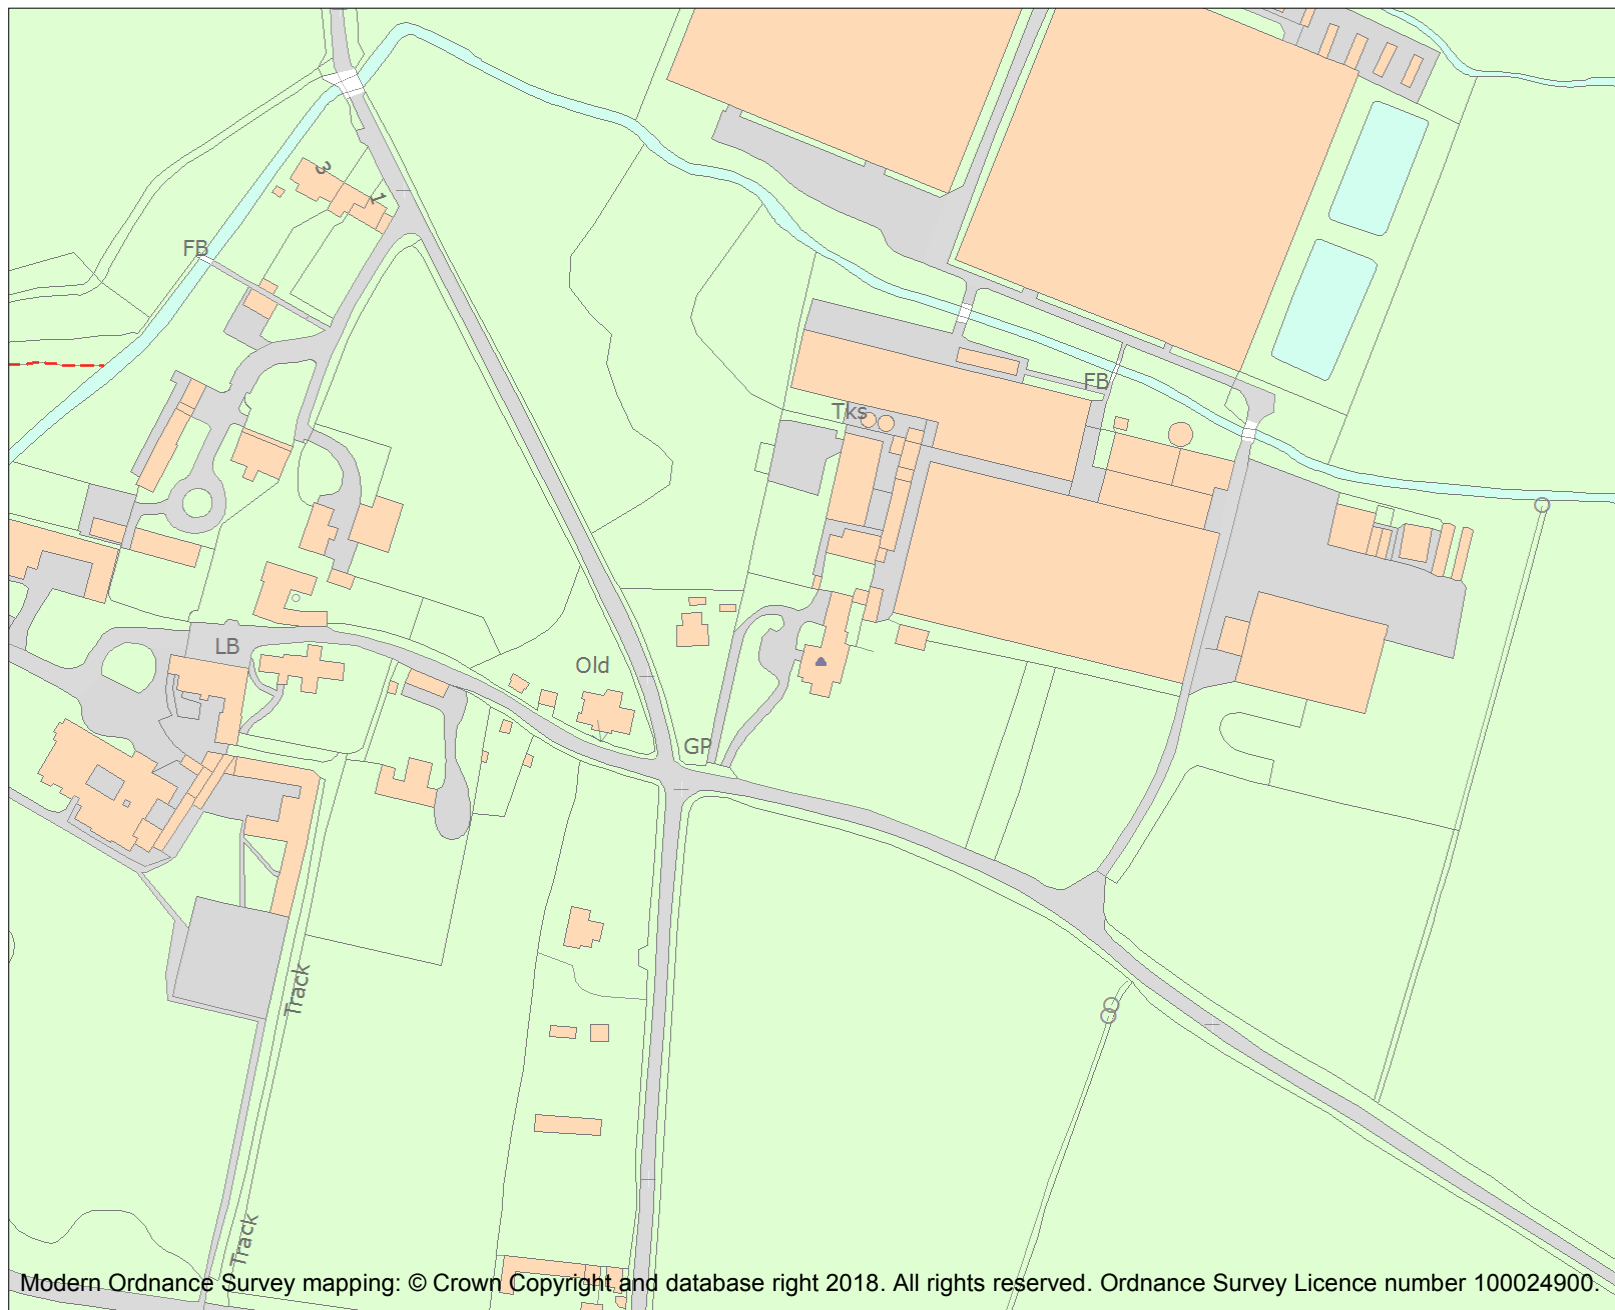 3
1
FB
FB
Tks
LB
Old
GP
Track
Track
Modern Ordnance Survey mapping: © Crown Copyright and database right 2018. All rights reserved. Ordnance Survey Licence number 100024900.